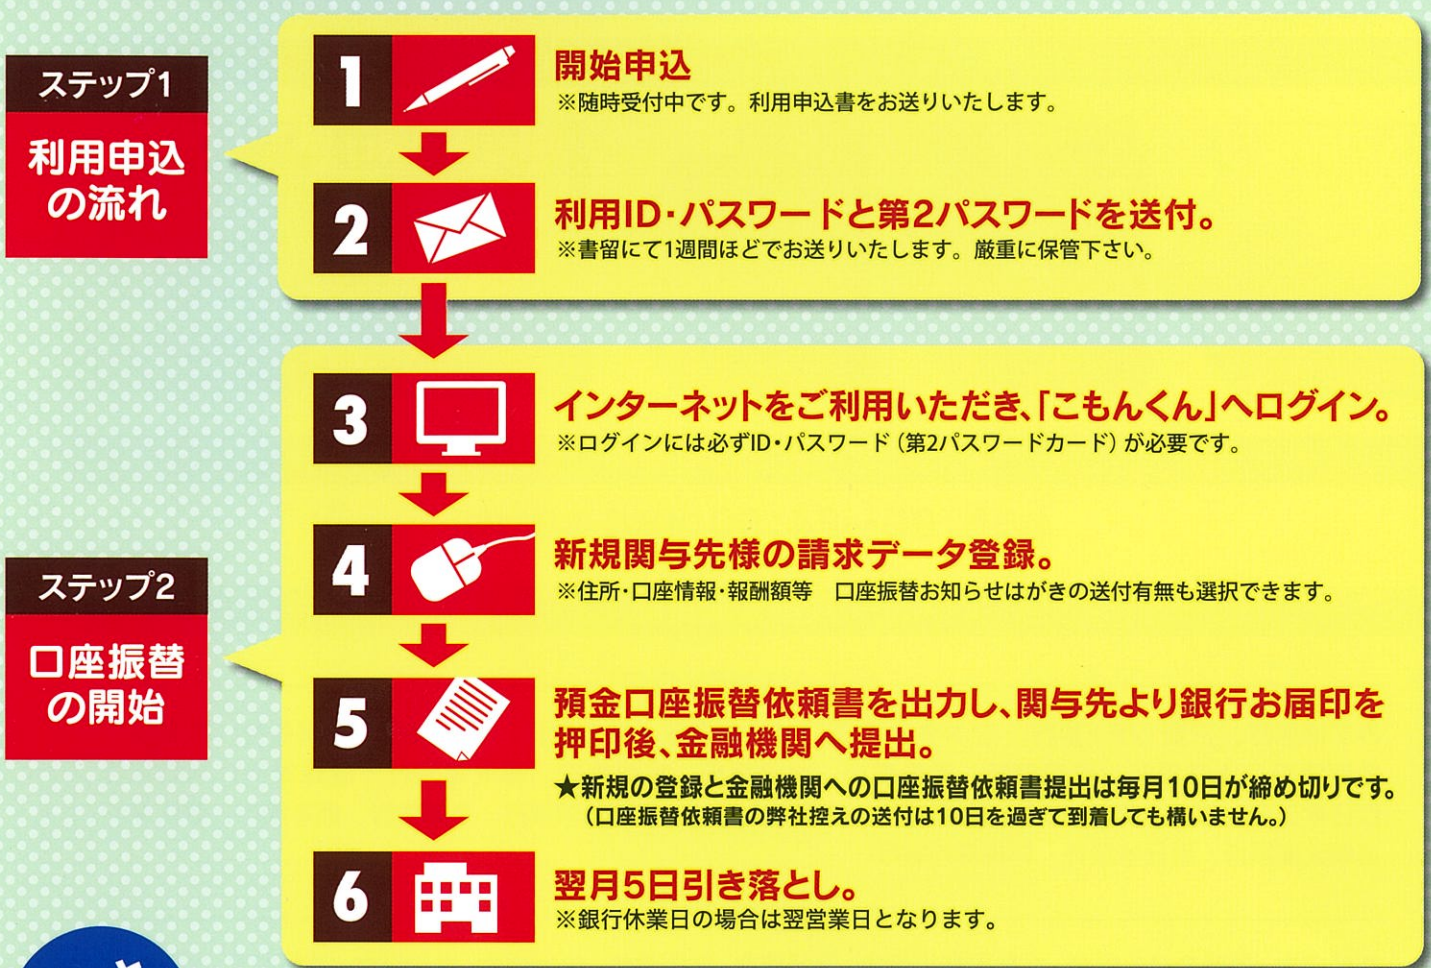 ステップ1
利用申込
の流れ
1
開始申込
※随時受付中です。利用申込書をお送りいたします。
2
利用ID・パスワードと第2パスワードを送付。
※書留にて1週間ほどでお送りいたします。厳重に保管下さい。
ステップ2
口座振替
の開始
3
インターネットをご利用いただき、「こもんくん」へログイン。
※ログインには必ずID・パスワード（第2パスワードカード）が必要です。
4
新規関与先様の請求データ登録。
※住所・口座情報・報酬額等　口座振替お知らせはがきの送付有無も選択できます。
5
預金口座振替依頼書を出力し、関与先より銀行お届印を
押印後、金融機関へ提出。
★新規の登録と金融機関への口座振替依頼書提出は毎月10日が締め切りです。
（口座振替依頼書の弊社控えの送付は10日を過ぎて到着しても構いません。）
6
翌月5日引き落とし。
※銀行休業日の場合は翌営業日となります。